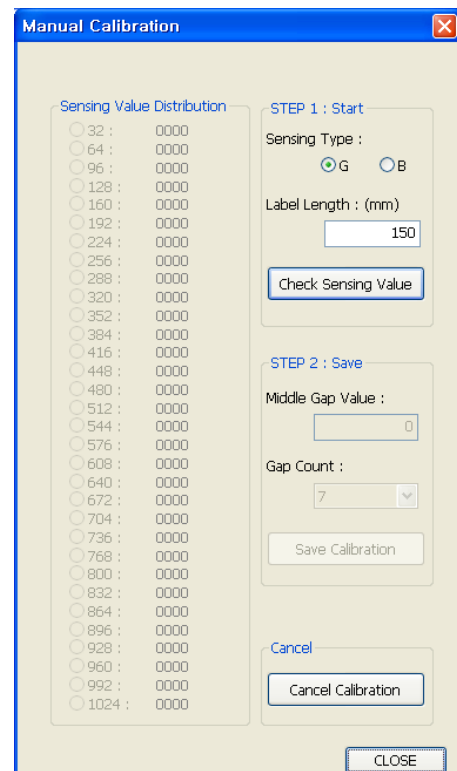 Manual Calibration
Sensing Value Distribution
32 : 0000
64 : 0000
96 : 0000
128 : 0000
160 : 0000
192 : 0000
224 : 0000
256 : 0000
288 : 0000
320 : 0000
352 : 0000
384 : 0000
416 : 0000
448 : 0000
480 : 0000
512 : 0000
544 : 0000
576 : 0000
608 : 0000
640 : 0000
672 : 0000
704 : 0000
736 : 0000
768 : 0000
800 : 0000
832 : 0000
864 : 0000
896 : 0000
928 : 0000
960 : 0000
992 : 0000
1024 : 0000
STEP 1 : Start
Sensing Type :
G B
Label Length : (mm)
150
Check Sensing Value
STEP 2 : Save
Middle Gap Value :
0
Gap Count :
7
Save Calibration
Cancel
Cancel Calibration
CLOSE